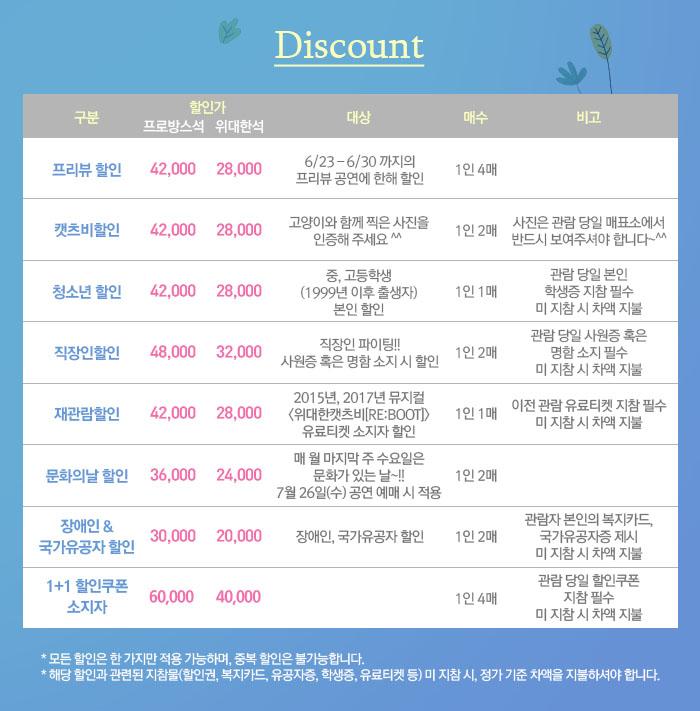 Discount
구분 할인가 대상 매수 비고
프로방스석 위대한석
프리뷰 할인 42,000 28,000 6/23 – 6/30 까지의 1인 4매
프리뷰 공연에 한해 할인
캣츠비할인 42,000 28,000 고양이와 함께 찍은 사진을 1인 2매 사진은 관람 당일 매표소에서
인증해 주세요 ^^ 반드시 보여주셔야 합니다~^^
청소년 할인 42,000 28,000 중, 고등학생 1인 1매 관람 당일 본인
(1999년 이후 출생자) 학생증 지참 필수
본인 할인 미 지참 시 차액 지불
직장인할인 48,000 32,000 직장인 파이팅!! 1인 2매 관람 당일 사원증 혹은
사원증 혹은 명함 소지 시 할인 명함 소지 필수
미 지참 시 차액 지불
재관람할인 42,000 28,000 2015년, 2017년 뮤지컬 1인 1매 이전 관람 유료티켓 지참 필수
〈위대한캣츠비[RE:BOOT]〉 미 지참 시 차액 지불
유료티켓 소지자 할인
문화의날 할인 36,000 24,000 매 월 마지막 주 수요일은 1인 2매
문화가 있는 날~!!
7월 26일(수) 공연 예매 시 적용
장애인 & 30,000 20,000 장애인, 국가유공자 할인 1인 2매 관람자 본인의 복지카드,
국가유공자 할인 국가유공자증 제시
미 지참 시 차액 지불
1+1 할인쿠폰 60,000 40,000 1인 4매 관람 당일 할인쿠폰
소지자 지참 필수
미 지참 시 차액 지불
* 모든 할인은 한 가지만 적용 가능하며, 중복 할인은 불가능합니다.
* 해당 할인과 관련된 지참물(할인권, 복지카드, 유공자증, 학생증, 유료티켓 등) 미 지참 시, 정가 기준 차액을 지불하셔야 합니다.